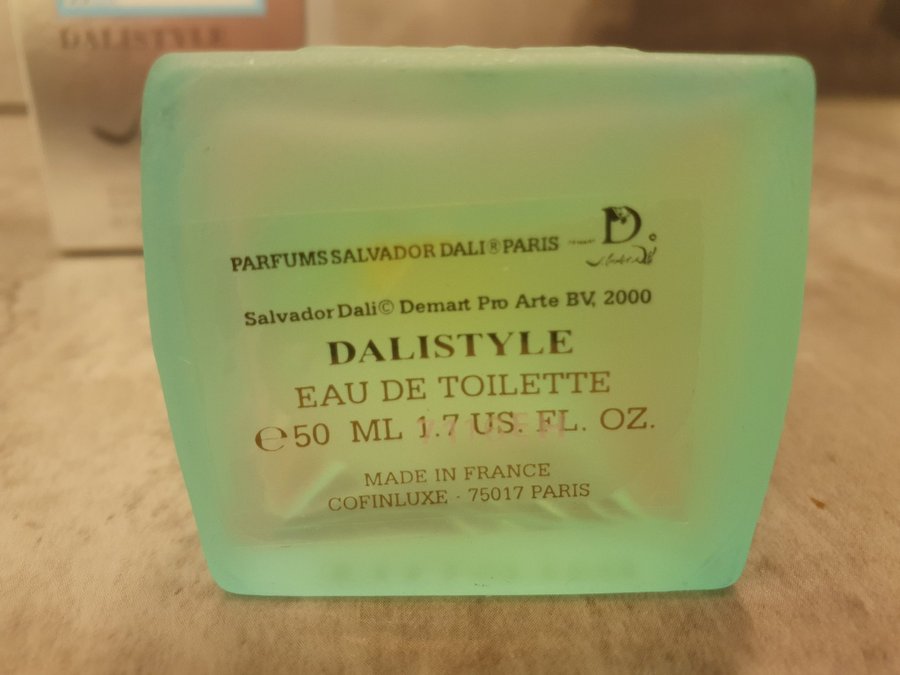 DALISTYLE
PARFUMS SALVADOR DALI® PARIS
D.
Salvador Dali© Demart Pro Arte BV, 2000
DALISTYLE
EAU DE TOILETTE
℮50 ML 1.7 US. FL. OZ.
MADE IN FRANCE
COFINLUXE · 75017 PARIS